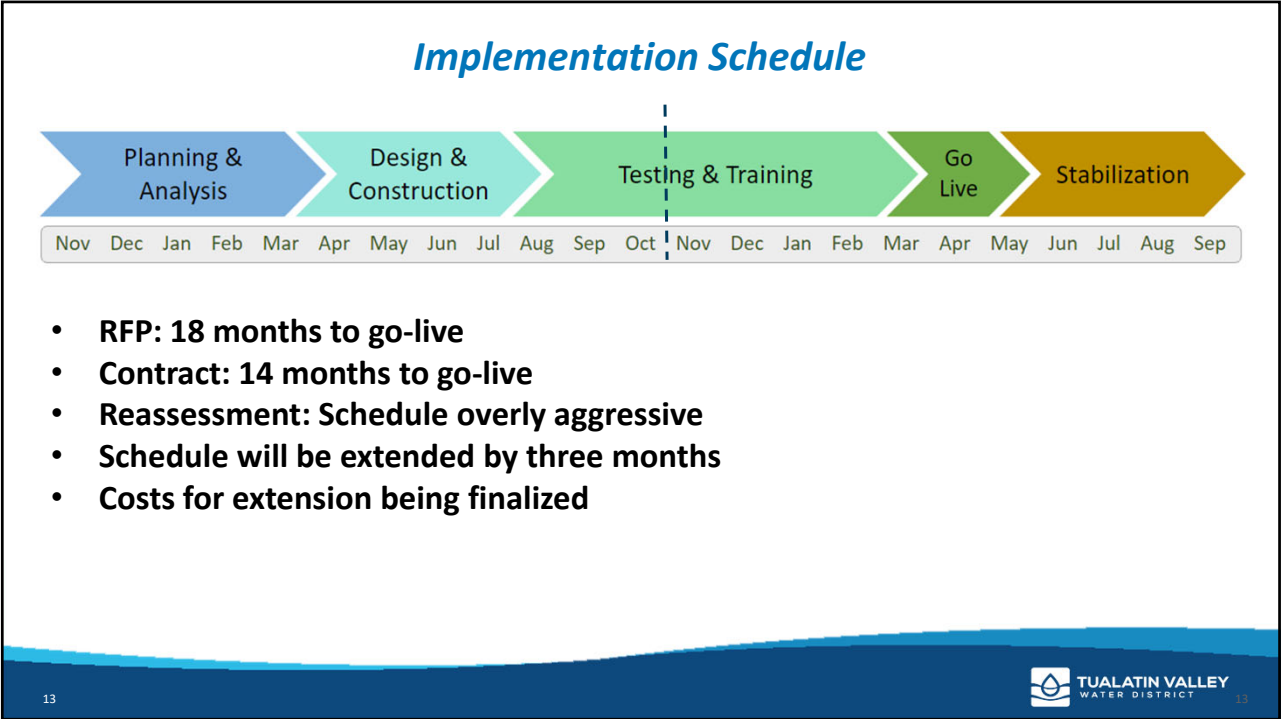 Implementation Schedule
Planning &
Analysis
Design &
Construction
Testing & Training
Go
Live
Stabilization
Nov Dec Jan Feb Mar Apr May Jun Jul Aug Sep Oct Nov Dec Jan Feb Mar Apr May Jun Jul Aug Sep
• RFP: 18 months to go-live
• Contract: 14 months to go-live
• Reassessment: Schedule overly aggressive
• Schedule will be extended by three months
• Costs for extension being finalized
13
TUALATIN VALLEY
WATER DISTRICT
13